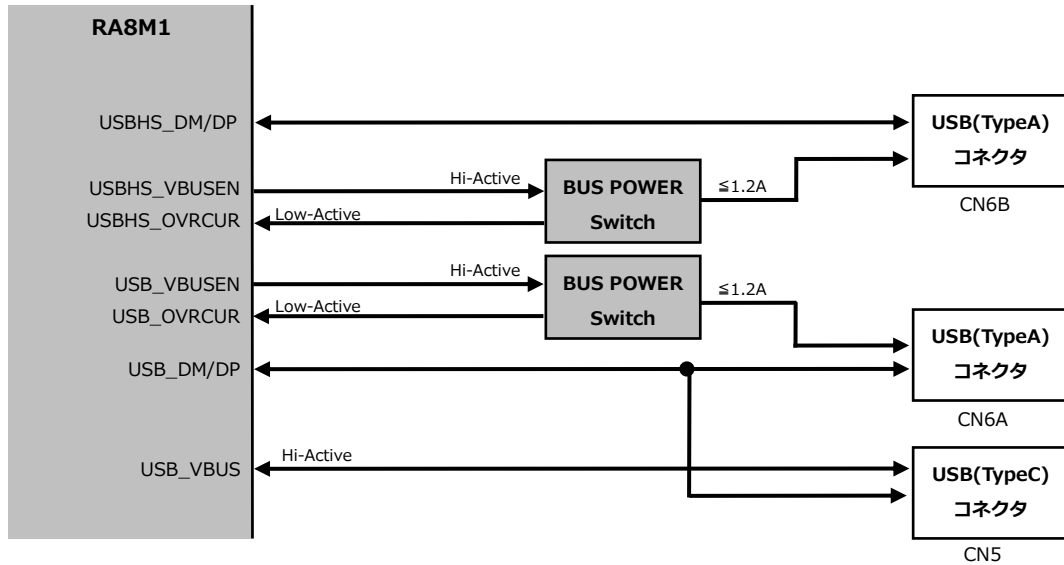 RA8M1
USBHS_DM/DP
USB(TypeA)
コネクタ
CN6B
USBHS_VBUSEN
Hi-Active
BUS POWER
Switch
≦1.2A
USBHS_OVRCUR
Low-Active
USB_VBUSEN
Hi-Active
BUS POWER
Switch
≦1.2A
USB_OVRCUR
Low-Active
USB(TypeA)
コネクタ
CN6A
USB_DM/DP
USB_VBUS
Hi-Active
USB(TypeC)
コネクタ
CN5